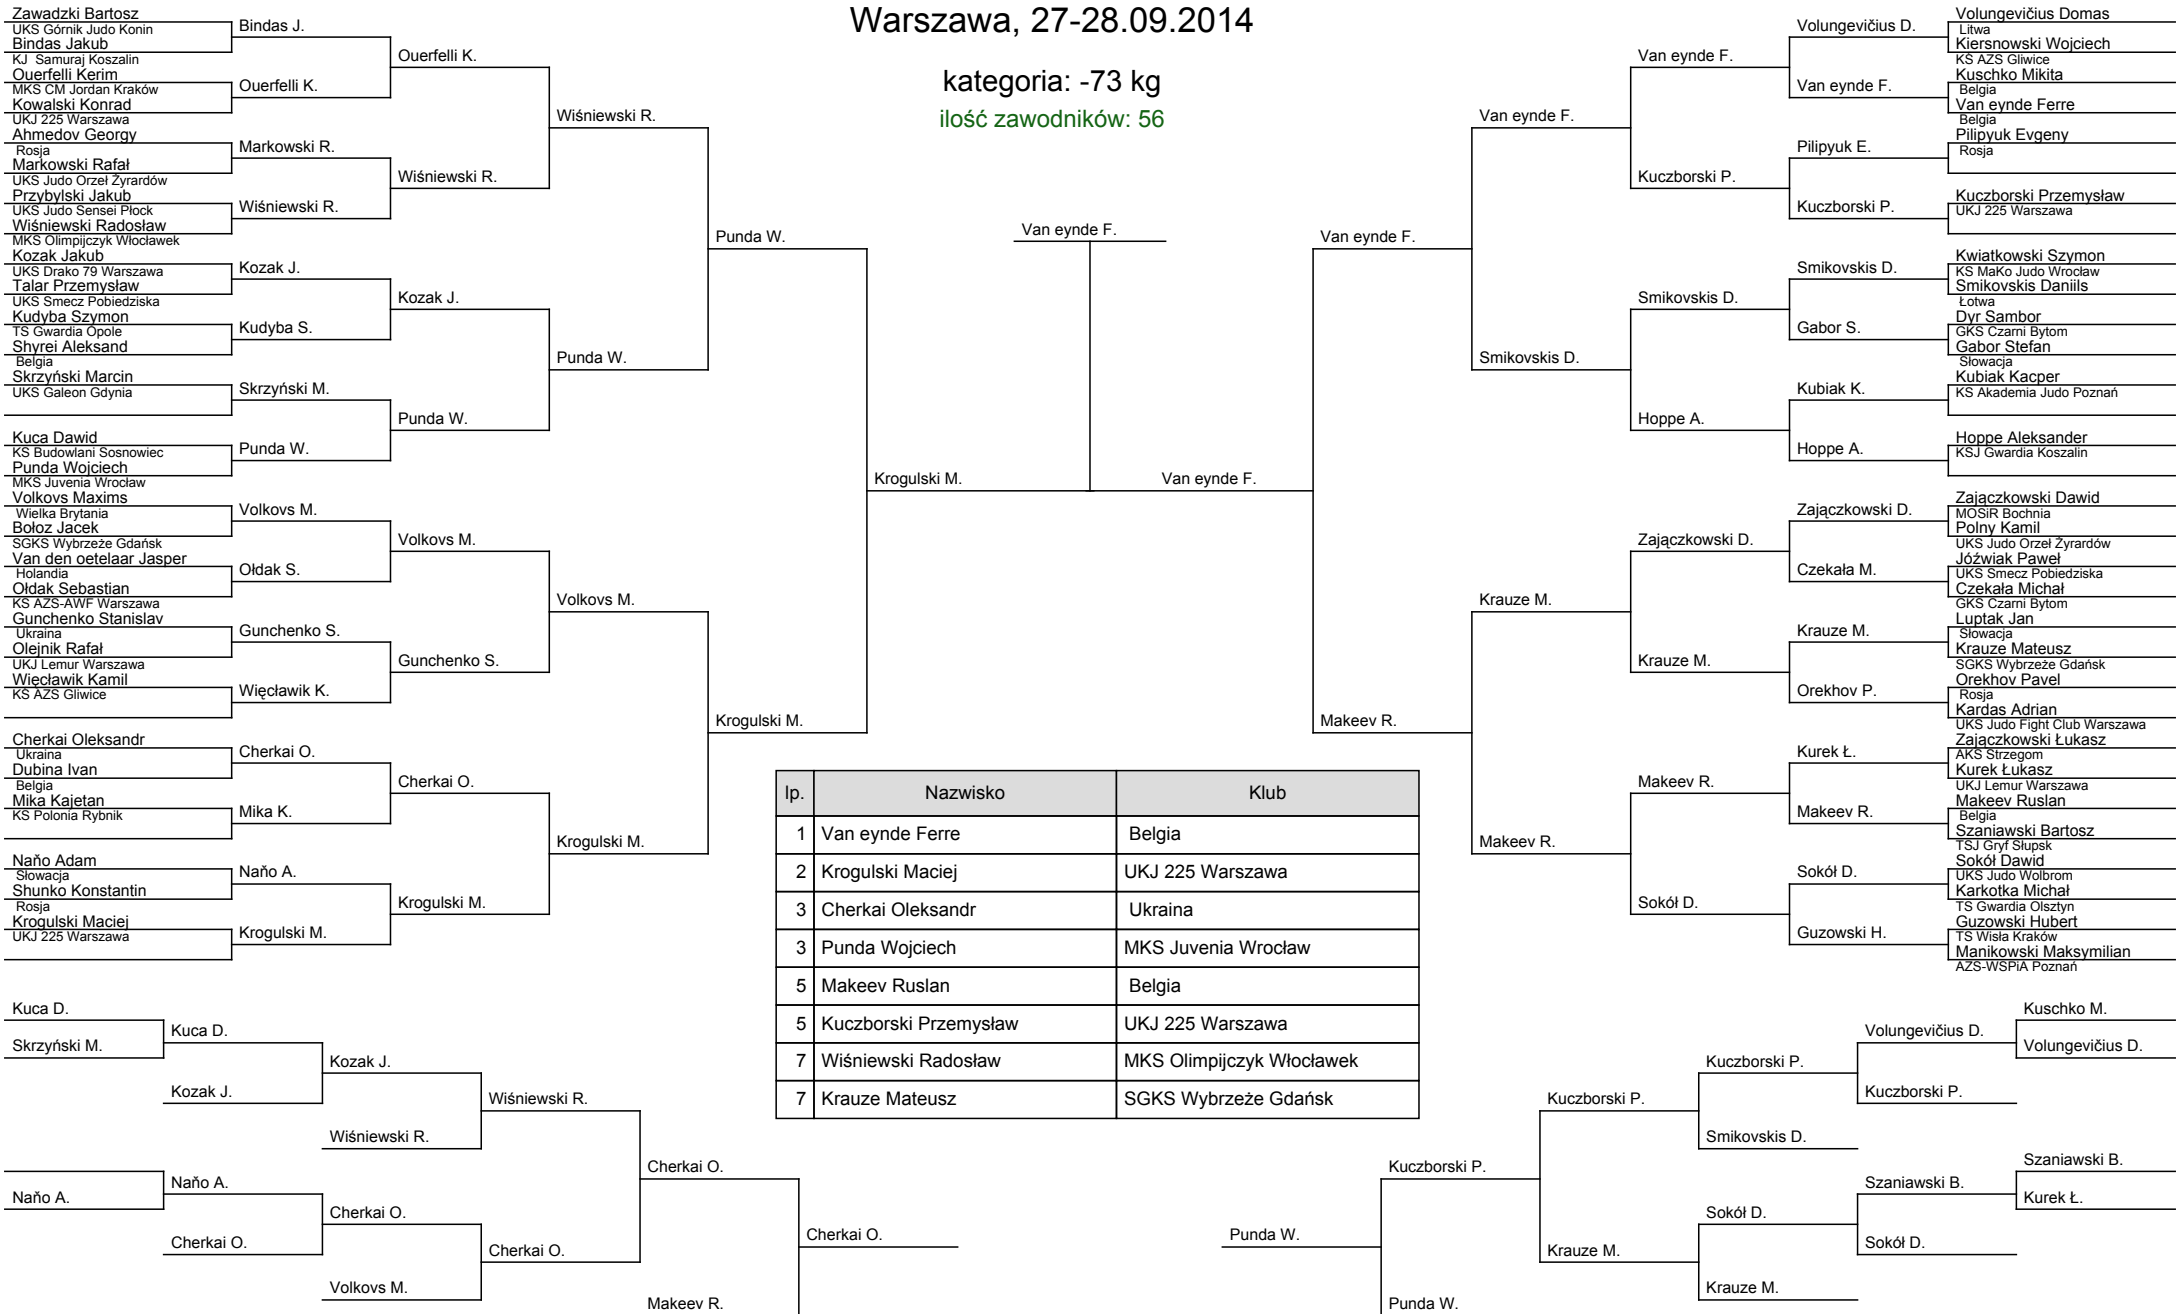 Warszawa, 27-28.09.2014
kategoria: -73 kg
ilość zawodników: 56
Zawadzki Bartosz
UKS Górnik Judo Konin
Bindas Jakub
KJ Samuraj Koszalin
Ouerfelli Kerim
MKS CM Jordan Kraków
Kowalski Konrad
UKJ 225 Warszawa
Ahmedov Georgy
Rosja
Markowski Rafał
UKS Judo Orzeł Żyrardów
Przybylski Jakub
UKS Judo Sensei Płock
Wiśniewski Radosław
MKS Olimpijczyk Włocławek
Kozak Jakub
UKS Drako 79 Warszawa
Talar Przemysław
UKS Smecz Pobiedziska
Kudyba Szymon
TS Gwardia Opole
Shyrei Aleksand
Belgia
Skrzyński Marcin
UKS Galeon Gdynia
Kuca Dawid
KS Budowlani Sosnowiec
Punda Wojciech
MKS Juvenia Wrocław
Volkovs Maxims
Wielka Brytania
Bołoz Jacek
SGKS Wybrzeże Gdańsk
Van den oetelaar Jasper
Holandia
Ołdak Sebastian
KS AZS-AWF Warszawa
Gunchenko Stanislav
Ukraina
Olejnik Rafał
UKJ Lemur Warszawa
Więcławik Kamil
KS AZS Gliwice
Cherkai Oleksandr
Ukraina
Dubina Ivan
Belgia
Mika Kajetan
KS Polonia Rybnik
Naňo Adam
Słowacja
Shunko Konstantin
Rosja
Krogulski Maciej
UKJ 225 Warszawa
Bindas J.
Ouerfelli K.
Markowski R.
Wiśniewski R.
Kozak J.
Kudyba S.
Skrzyński M.
Punda W.
Volkovs M.
Ołdak S.
Gunchenko S.
Więcławik K.
Cherkai O.
Mika K.
Naňo A.
Krogulski M.
Ouerfelli K.
Wiśniewski R.
Kozak J.
Punda W.
Volkovs M.
Gunchenko S.
Cherkai O.
Krogulski M.
Wiśniewski R.
Punda W.
Volkovs M.
Krogulski M.
Punda W.
Krogulski M.
Krogulski M.
Van eynde F.
Van eynde F.
Van eynde F.
Makeev R.
Van eynde F.
Smikovskis D.
Krauze M.
Makeev R.
Van eynde F.
Kuczborski P.
Smikovskis D.
Hoppe A.
Zajączkowski D.
Krauze M.
Makeev R.
Sokół D.
Volungevičius D.
Van eynde F.
Pilipyuk E.
Kuczborski P.
Smikovskis D.
Gabor S.
Kubiak K.
Hoppe A.
Zajączkowski D.
Czekała M.
Krauze M.
Orekhov P.
Kurek Ł.
Makeev R.
Sokół D.
Guzowski H.
Volungevičius Domas
Litwa
Kiersnowski Wojciech
KS AZS Gliwice
Kuschko Mikita
Belgia
Van eynde Ferre
Belgia
Pilipyuk Evgeny
Rosja
Kuczborski Przemysław
UKJ 225 Warszawa
Kwiatkowski Szymon
KS MaKo Judo Wrocław
Smikovskis Daniils
Łotwa
Dyr Sambor
GKS Czarni Bytom
Gabor Stefan
Słowacja
Kubiak Kacper
KS Akademia Judo Poznań
Hoppe Aleksander
KSJ Gwardia Koszalin
Zajączkowski Dawid
MOSiR Bochnia
Polny Kamil
UKS Judo Orzeł Żyrardów
Jóźwiak Paweł
UKS Smecz Pobiedziska
Czekała Michał
GKS Czarni Bytom
Luptak Jan
Słowacja
Krauze Mateusz
SGKS Wybrzeże Gdańsk
Orekhov Pavel
Rosja
Kardas Adrian
UKS Judo Fight Club Warszawa
Zajączkowski Łukasz
AKS Strzegom
Kurek Łukasz
UKJ Lemur Warszawa
Makeev Ruslan
Belgia
Szaniawski Bartosz
TSJ Gryf Słupsk
Sokół Dawid
UKS Judo Wolbrom
Karkotka Michał
TS Gwardia Olsztyn
Guzowski Hubert
TS Wisła Kraków
Manikowski Maksymilian
AZS-WSPiA Poznań
lp. Nazwisko Klub
1 Van eynde Ferre Belgia
2 Krogulski Maciej UKJ 225 Warszawa
3 Cherkai Oleksandr Ukraina
3 Punda Wojciech MKS Juvenia Wrocław
5 Makeev Ruslan Belgia
5 Kuczborski Przemysław UKJ 225 Warszawa
7 Wiśniewski Radosław MKS Olimpijczyk Włocławek
7 Krauze Mateusz SGKS Wybrzeże Gdańsk
Kuca D.
Skrzyński M.
Naňo A.
Kuca D.
Kozak J.
Naňo A.
Cherkai O.
Kozak J.
Wiśniewski R.
Cherkai O.
Volkovs M.
Wiśniewski R.
Cherkai O.
Cherkai O.
Makeev R.
Cherkai O.
Punda W.
Kuczborski P.
Punda W.
Kuczborski P.
Krauze M.
Kuczborski P.
Smikovskis D.
Sokół D.
Krauze M.
Volungevičius D.
Kuczborski P.
Szaniawski B.
Sokół D.
Kuschko M.
Volungevičius D.
Szaniawski B.
Kurek Ł.